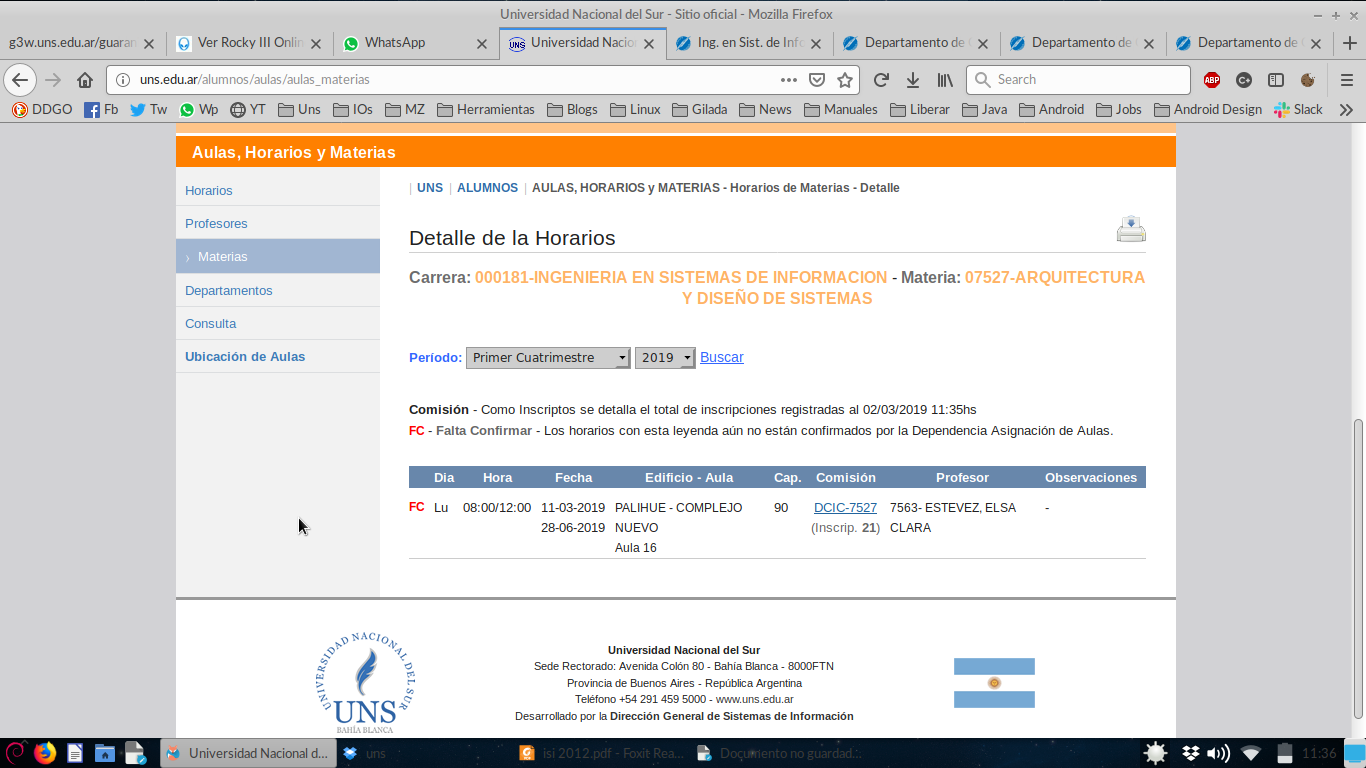 Universidad Nacional del Sur - Sitio oficial - Mozilla Firefox
g3w.uns.edu.ar/guaran
Ver Rocky III Onlin
WhatsApp
UNS Universidad Nacio
Ing. en Sist. de Info
Departamento de
Departamento de
Departamento de
uns.edu.ar/alumnos/aulas/aulas_materias
Search
ABP
DDGO Fb Tw Wp YT Uns IOs MZ Herramientas Blogs Linux Gilada News Manuales Liberar Java Android Jobs Android Design Slack
Aulas, Horarios y Materias
Horarios
Profesores
› Materias
Departamentos
Consulta
Ubicación de Aulas
| UNS | ALUMNOS | AULAS, HORARIOS y MATERIAS - Horarios de Materias - Detalle
Detalle de la Horarios
Carrera: 000181-INGENIERIA EN SISTEMAS DE INFORMACION - Materia: 07527-ARQUITECTURA
Y DISEÑO DE SISTEMAS
Período: Primer Cuatrimestre 2019 Buscar
Comisión - Como Inscriptos se detalla el total de inscripciones registradas al 02/03/2019 11:35hs
FC - Falta Confirmar - Los horarios con esta leyenda aún no están confirmados por la Dependencia Asignación de Aulas.
Dia Hora Fecha Edificio - Aula Cap. Comisión Profesor Observaciones
FC Lu 08:00/12:00 11-03-2019 PALIHUE - COMPLEJO 90 DCIC-7527 7563- ESTEVEZ, ELSA -
28-06-2019 NUEVO (Inscrip. 21) CLARA
Aula 16
UNIVERSIDAD NACIONAL DEL SUR
UNS
BAHÍA BLANCA
Universidad Nacional del Sur
Sede Rectorado: Avenida Colón 80 - Bahía Blanca - 8000FTN
Provincia de Buenos Aires - República Argentina
Teléfono +54 291 459 5000 - www.uns.edu.ar
Desarrollado por la Dirección General de Sistemas de Información
Universidad Nacional d...
uns
isi 2012.pdf - Foxit Rea...
Documento no guardad...
11:36